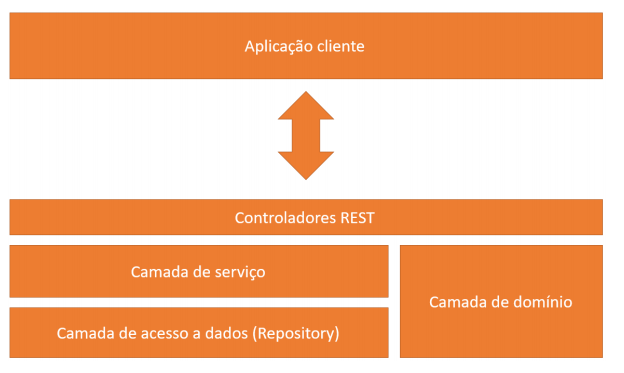 Aplicação cliente
Controladores REST
Camada de serviço
Camada de domínio
Camada de acesso a dados (Repository)